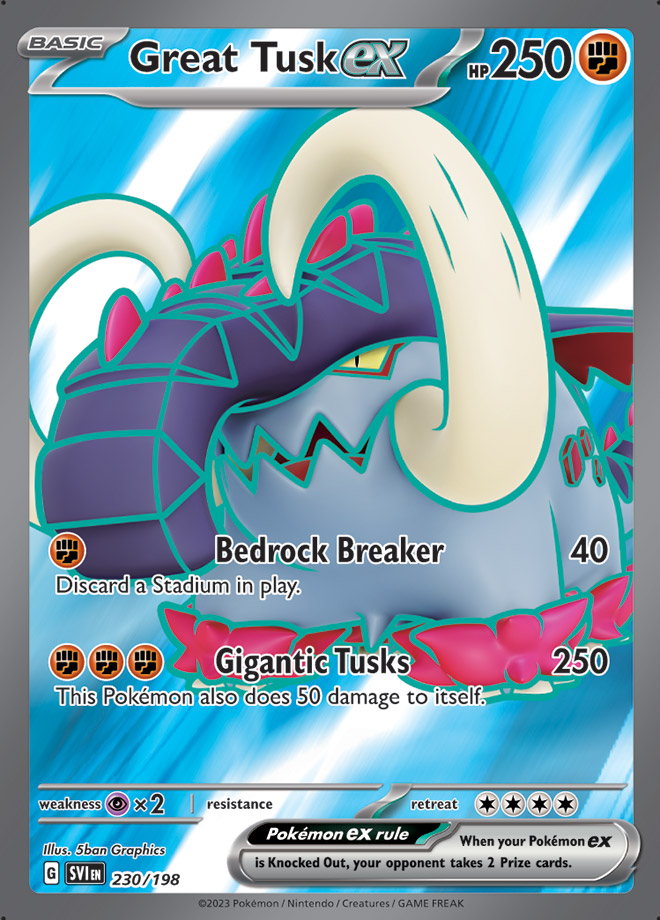 BASIC
Great Tusk ex
HP 250
Bedrock Breaker 40
Discard a Stadium in play.
Gigantic Tusks 250
This Pokémon also does 50 damage to itself.
weakness ×2 resistance retreat
Illus. 5ban Graphics
Pokémon ex rule
When your Pokémon ex
is Knocked Out, your opponent takes 2 Prize cards.
G SVI EN 230/198
©2023 Pokémon / Nintendo / Creatures / GAME FREAK